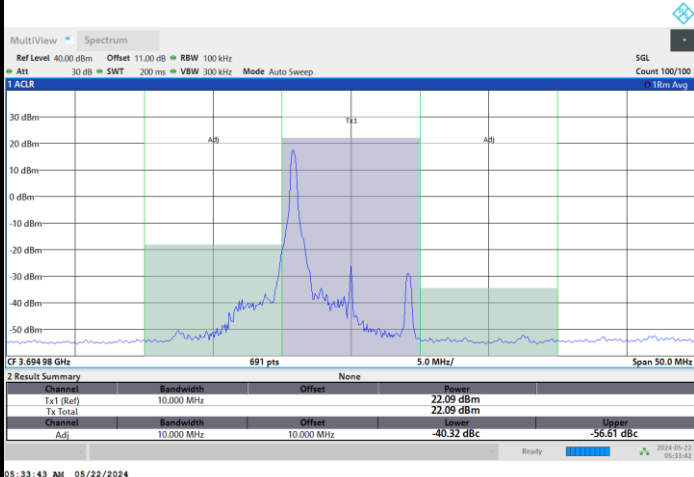 MultiView Spectrum
Ref Level 40.00 dBm Offset 11.00 dB RBW 100 kHz SGL
Att 30 dB SWT 200 ms VBW 300 kHz Mode Auto Sweep Count 100/100
1 ACLR 1Rm Avg
30 dBm
Tx1
20 dBm
Adj Adj
10 dBm
0 dBm
-10 dBm
-20 dBm
-30 dBm
-40 dBm
-50 dBm
CF 3.694 98 GHz 691 pts 5.0 MHz/ Span 50.0 MHz
2 Result Summary None
Channel Bandwidth Offset Power
Tx1 (Ref) 10.000 MHz 22.09 dBm
Tx Total 22.09 dBm
Channel Bandwidth Offset Lower Upper
Adj 10.000 MHz 10.000 MHz -40.32 dBc -56.61 dBc
Ready 2024-05-22
05:33:42
05:33:43 AM 05/22/2024